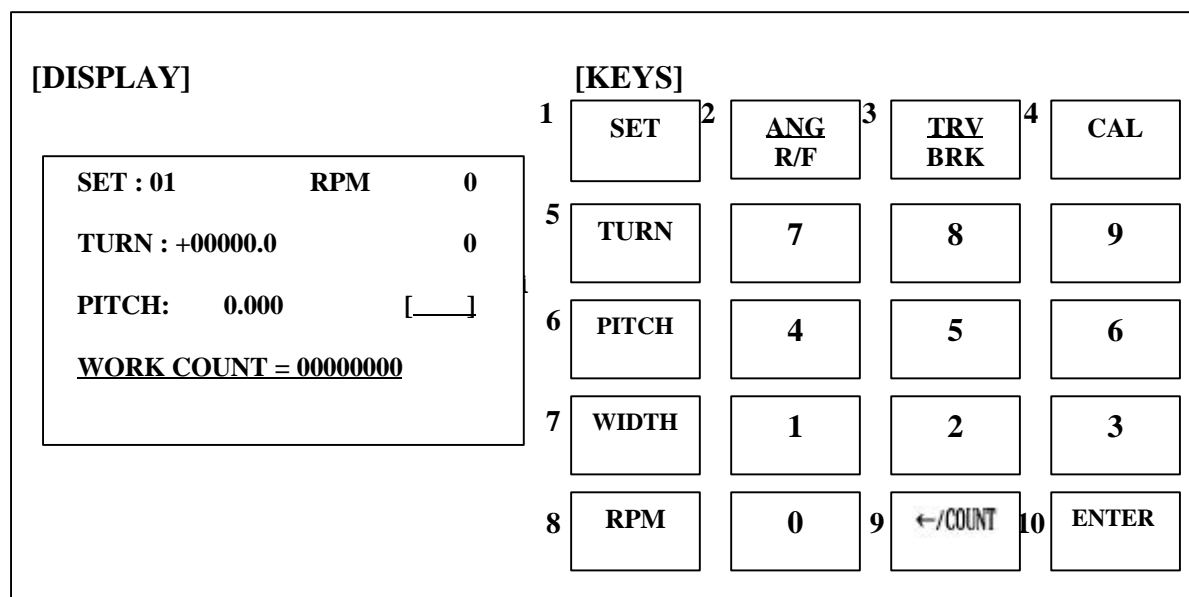 [DISPLAY]
SET : 01 RPM 0
TURN : +00000.0 0
PITCH: 0.000 [ ]
WORK COUNT = 00000000
[KEYS]
1 SET 2 ANG R/F 3 TRV BRK 4 CAL
5 TURN 7 8 9
6 PITCH 4 5 6
7 WIDTH 1 2 3
8 RPM 0 9 ←/COUNT 10 ENTER